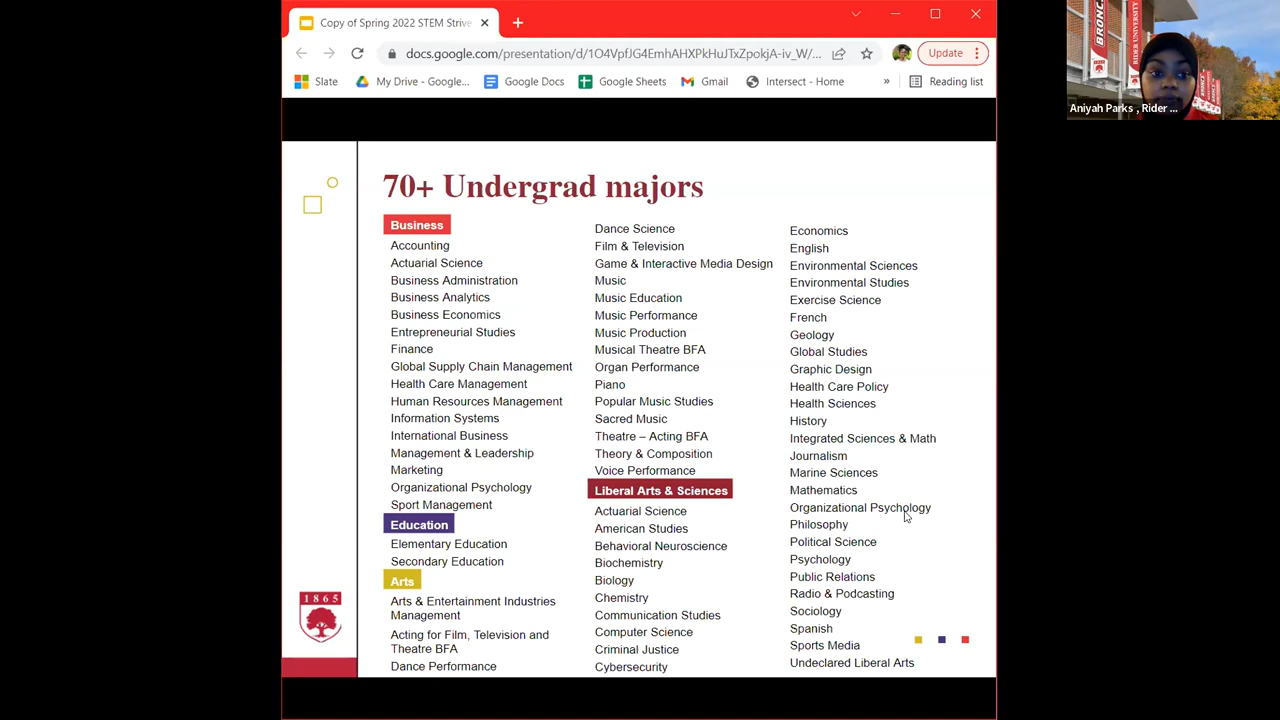 Copy of Spring 2022 STEM Strive
docs.google.com/presentation/d/1O4VpfJG4EmhAHXPkHuJTxZpokjA-iv_W/...
Update
Slate
My Drive - Google...
Google Docs
Google Sheets
Gmail
Intersect - Home
»
Reading list
BRONC
RIDER UNIVERSITY
Aniyah Parks , Rider ...
70+ Undergrad majors
Business
Accounting
Actuarial Science
Business Administration
Business Analytics
Business Economics
Entrepreneurial Studies
Finance
Global Supply Chain Management
Health Care Management
Human Resources Management
Information Systems
International Business
Management & Leadership
Marketing
Organizational Psychology
Sport Management
Education
Elementary Education
Secondary Education
Arts
Arts & Entertainment Industries
Management
Acting for Film, Television and
Theatre BFA
Dance Performance
Dance Science
Film & Television
Game & Interactive Media Design
Music
Music Education
Music Performance
Music Production
Musical Theatre BFA
Organ Performance
Piano
Popular Music Studies
Sacred Music
Theatre – Acting BFA
Theory & Composition
Voice Performance
Liberal Arts & Sciences
Actuarial Science
American Studies
Behavioral Neuroscience
Biochemistry
Biology
Chemistry
Communication Studies
Computer Science
Criminal Justice
Cybersecurity
Economics
English
Environmental Sciences
Environmental Studies
Exercise Science
French
Geology
Global Studies
Graphic Design
Health Care Policy
Health Sciences
History
Integrated Sciences & Math
Journalism
Marine Sciences
Mathematics
Organizational Psychology
Philosophy
Political Science
Psychology
Public Relations
Radio & Podcasting
Sociology
Spanish
Sports Media
Undeclared Liberal Arts
1865